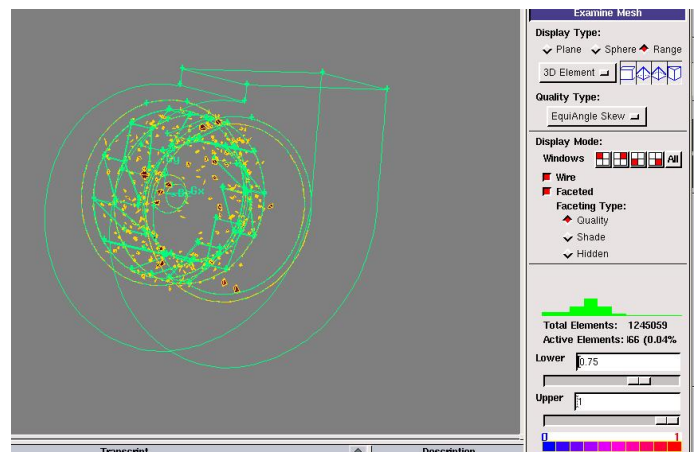 Examine Mesh
Display Type:
Plane Sphere Range
3D Element
Quality Type:
EquiAngle Skew
Display Mode:
Windows All
Wire
Faceted
Faceting Type:
Quality
Shade
Hidden
Total Elements: 1245059
Active Elements: 166 (0.04%
Lower 0.75
Upper 1
0 1
Transcript Description